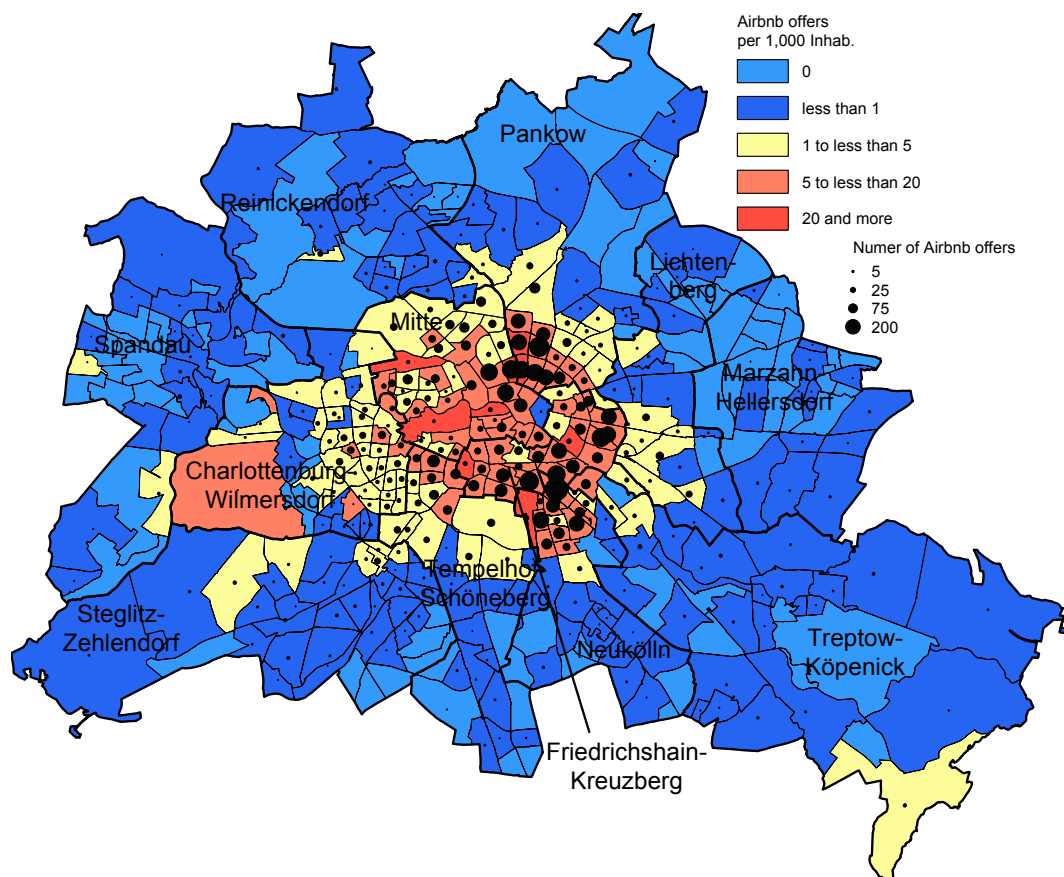 Airbnb offers
per 1,000 Inhab.
0
less than 1
1 to less than 5
5 to less than 20
20 and more
Numer of Airbnb offers
5
25
75
200
Pankow
Reinickendorf
Lichten-
berg
Mitte
Spandau
Marzahn-
Hellersdorf
Charlottenburg-
Wilmersdorf
Tempelhof-
Schöneberg
Steglitz-
Zehlendorf
Neukölln
Treptow-
Köpenick
Friedrichshain-
Kreuzberg